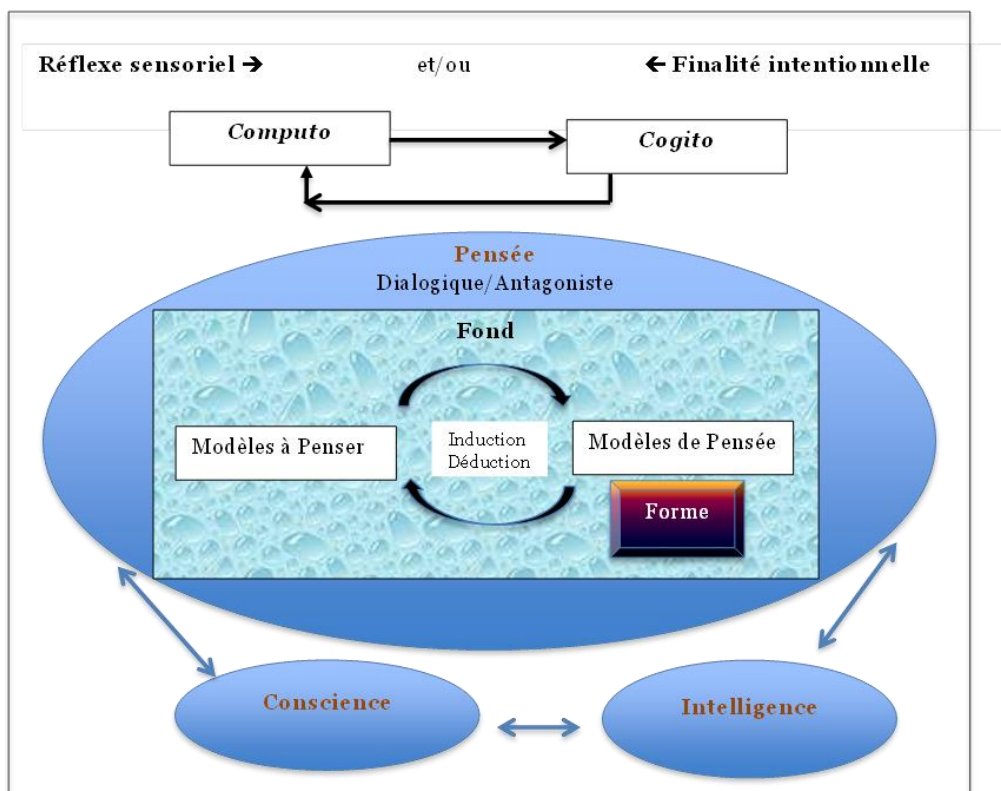 Réflexe sensoriel → et/ou ← Finalité intentionnelle
Computo
Cogito
Pensée
Dialogique/Antagoniste
Fond
Modèles à Penser
Induction
Déduction
Modèles de Pensée
Forme
Conscience
Intelligence